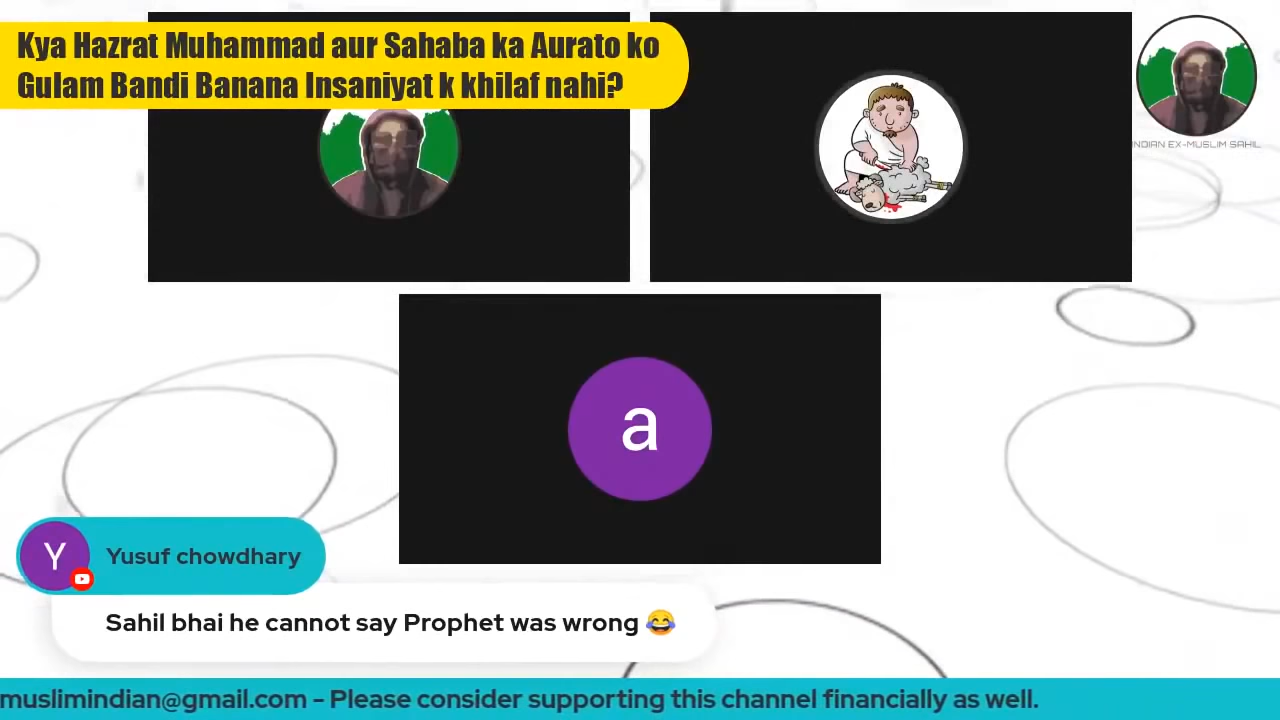 Kya Hazrat Muhammad aur Sahaba ka Aurato ko
Gulam Bandi Banana Insaniyat k khilaf nahi?
INDIAN EX-MUSLIM SAHIL
a
Y
Yusuf chowdhary
Sahil bhai he cannot say Prophet was wrong 😂
muslimindian@gmail.com - Please consider supporting this channel financially as well.